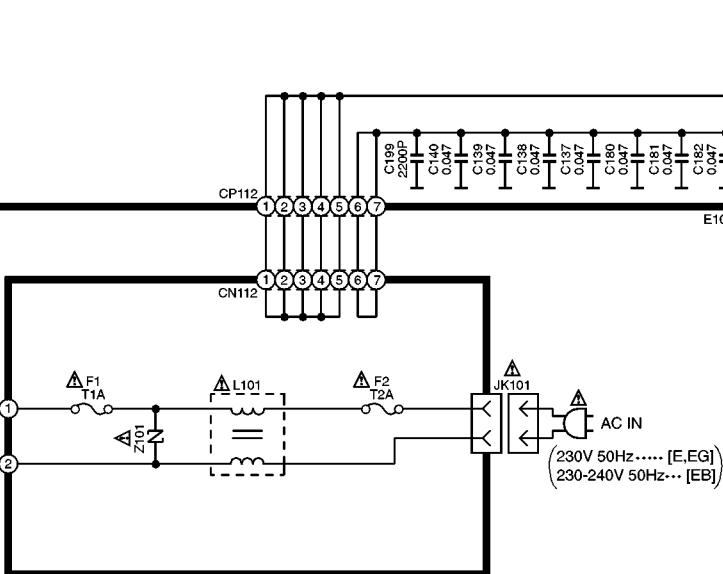 C199
2200P
C140
0.047
C139
0.047
C138
0.047
C137
0.047
C180
0.047
C181
0.047
C182
0.047
CP112
1 2 3 4 5 6 7
E10
1 2 3 4 5 6 7
CN112
F1
T1A
L101
F2
T2A
JK101
1
Z101
AC IN
2
(230V 50Hz ····· [E,EG]
230-240V 50Hz ··· [EB])